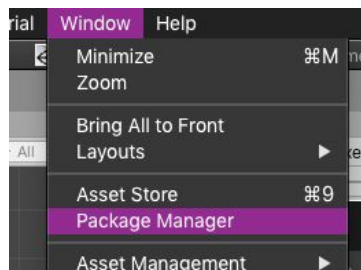 rial Window Help
Minimize ⌘M
Zoom
Bring All to Front
All Layouts ▶
Asset Store ⌘9
Package Manager
Asset Management ▶